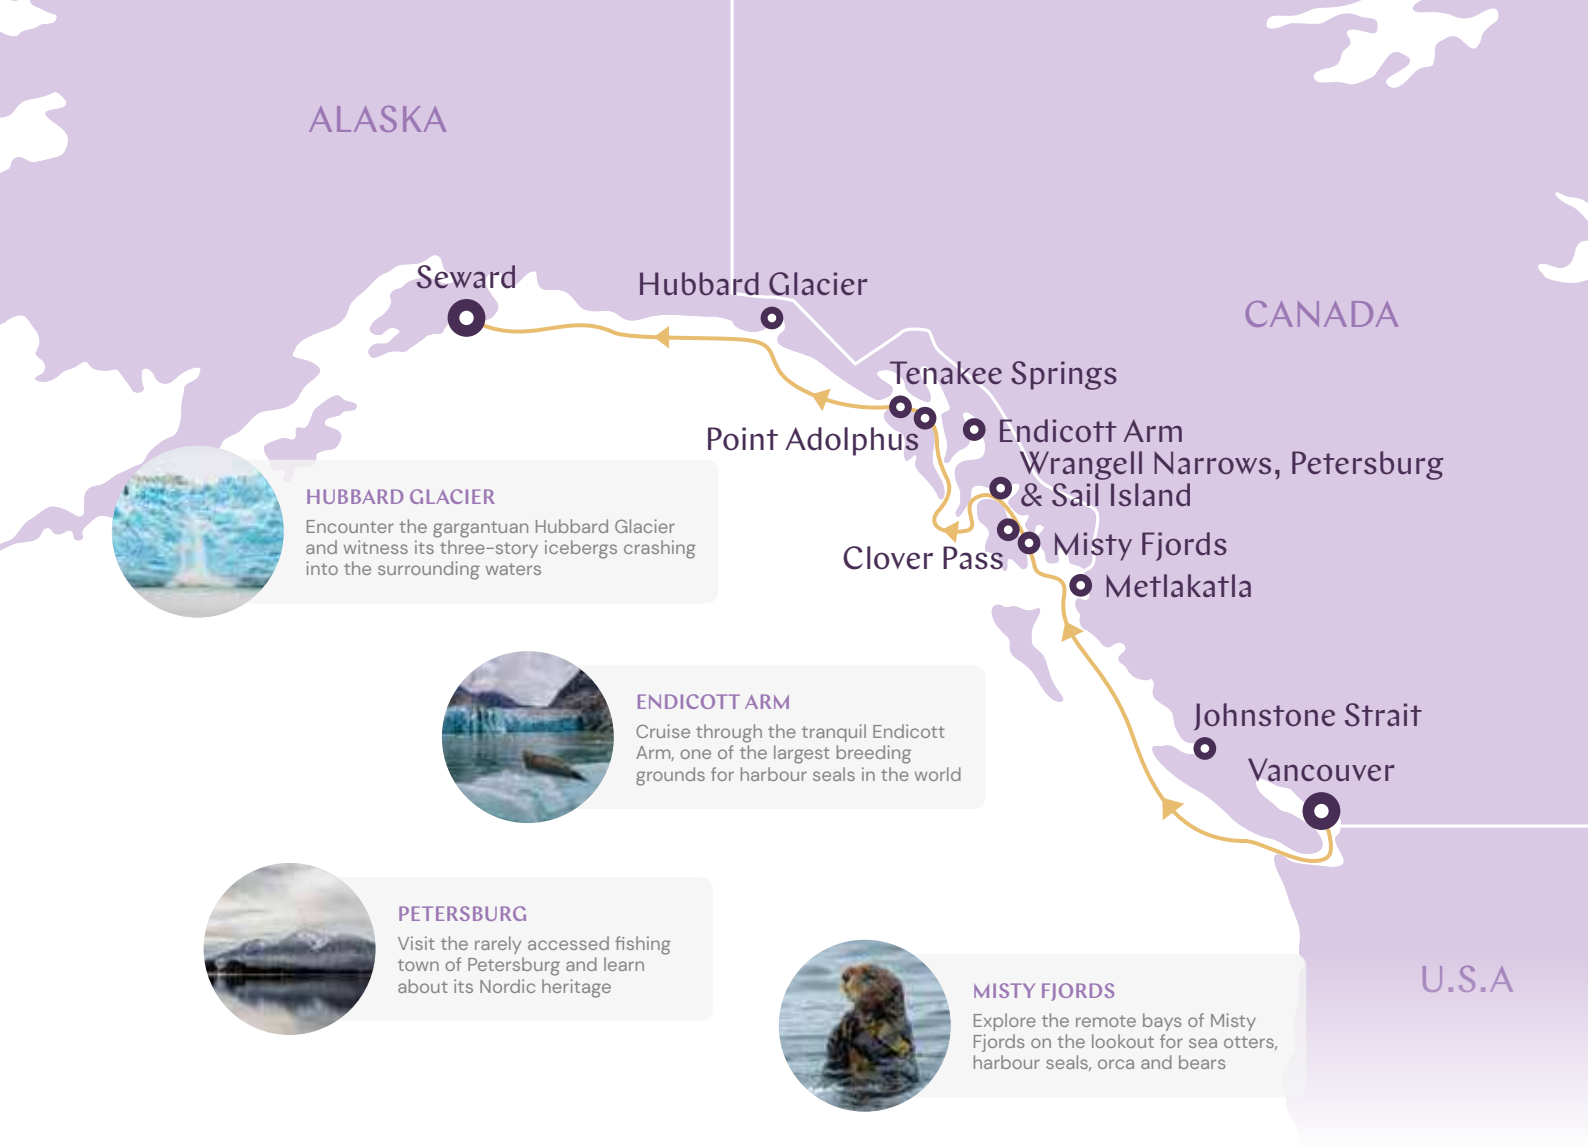 ALASKA
CANADA
Seward
Hubbard Glacier
Tenakee Springs
Point Adolphus
Endicott Arm
Wrangell Narrows, Petersburg
& Sail Island
Clover Pass
Misty Fjords
Metlakatla
Johnstone Strait
Vancouver
U.S.A
HUBBARD GLACIER
Encounter the gargantuan Hubbard Glacier
and witness its three-story icebergs crashing
into the surrounding waters
ENDICOTT ARM
Cruise through the tranquil Endicott
Arm, one of the largest breeding
grounds for harbour seals in the world
PETERSBURG
Visit the rarely accessed fishing
town of Petersburg and learn
about its Nordic heritage
MISTY FJORDS
Explore the remote bays of Misty
Fjords on the lookout for sea otters,
harbour seals, orca and bears